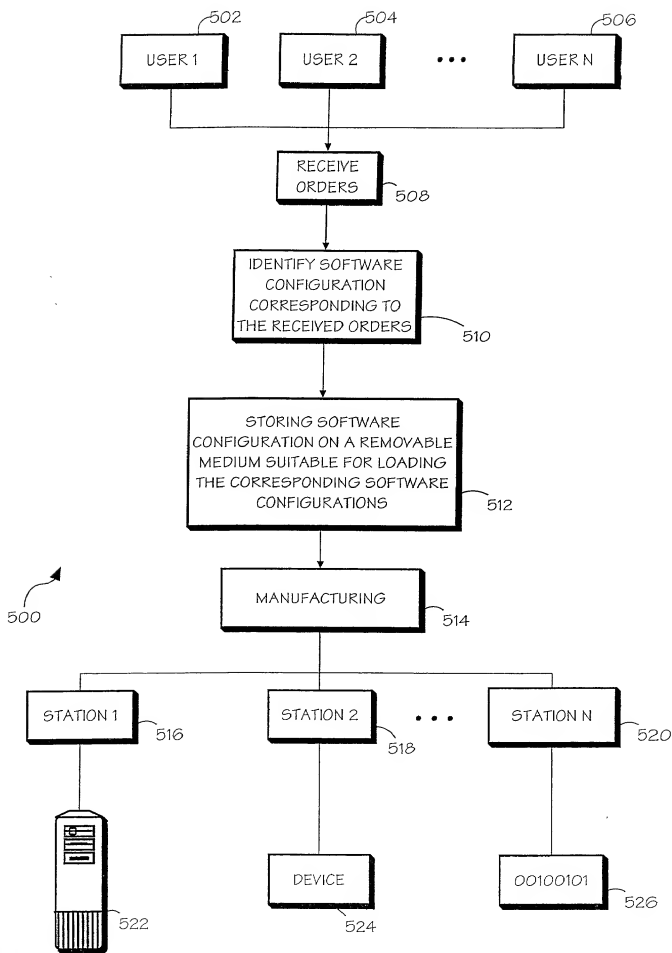 502
504
506
USER 1
USER 2
•••
USER N
RECEIVE
ORDERS
508
IDENTIFY SOFTWARE
CONFIGURATION
CORRESPONDING TO
THE RECEIVED ORDERS
510
STORING SOFTWARE
CONFIGURATION ON A REMOVABLE
MEDIUM SUITABLE FOR LOADING
THE CORRESPONDING SOFTWARE
CONFIGURATIONS
512
500
MANUFACTURING
514
STATION 1
516
STATION 2
518
•••
STATION N
520
522
DEVICE
524
00100101
526